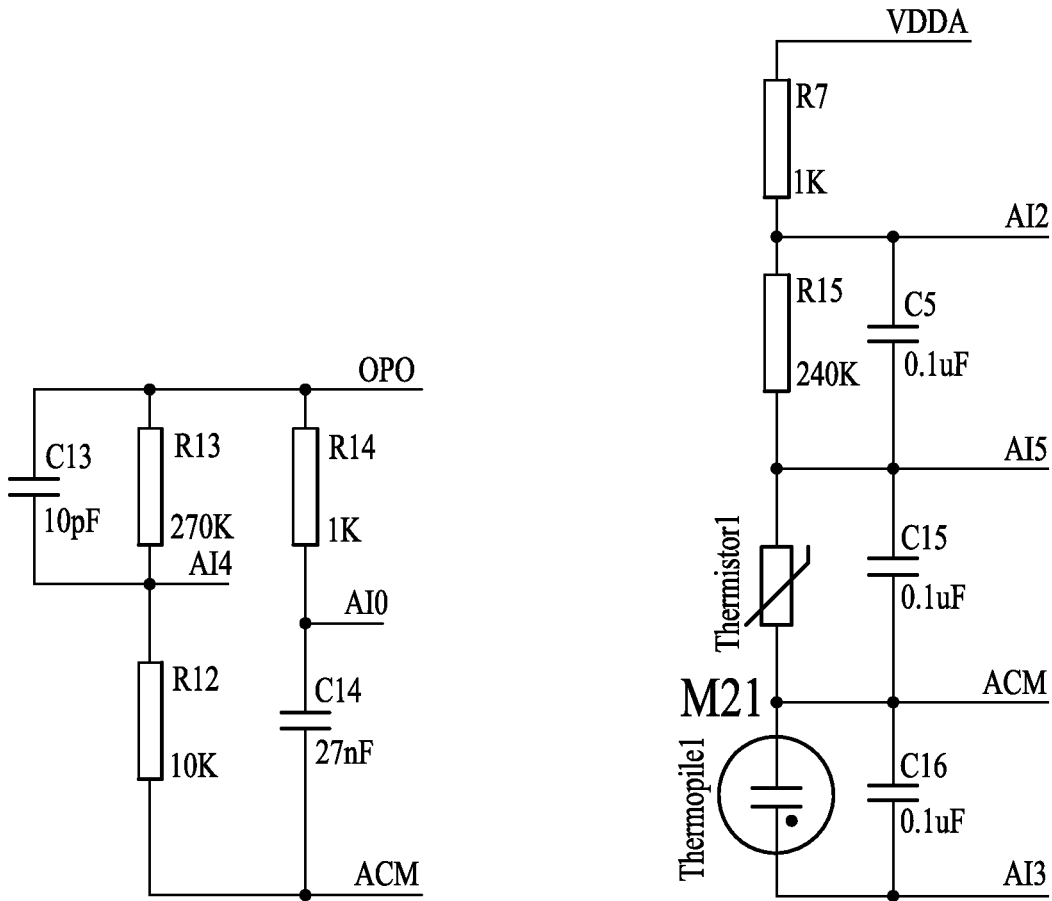 VDDA
R7
1K
AI2
R15
C5
240K
0.1uF
OPO
C13
R13
R14
10pF
270K
1K
AI5
AI4
AI0
Thermistor1
C15
0.1uF
R12
C14
10K
27nF
M21
ACM
Thermopile1
C16
0.1uF
ACM
AI3